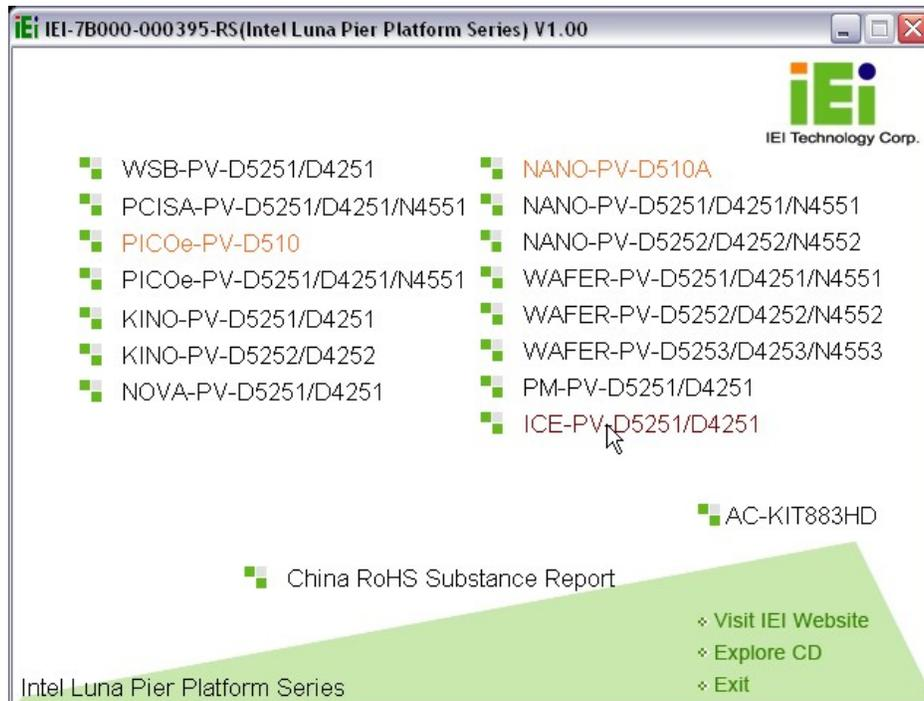 iEi IEI-7B000-000395-RS(Intel Luna Pier Platform Series) V1.00
iEi
IEI Technology Corp.
WSB-PV-D5251/D4251
PCISA-PV-D5251/D4251/N4551
PICOe-PV-D510
PICOe-PV-D5251/D4251/N4551
KINO-PV-D5251/D4251
KINO-PV-D5252/D4252
NOVA-PV-D5251/D4251
NANO-PV-D510A
NANO-PV-D5251/D4251/N4551
NANO-PV-D5252/D4252/N4552
WAFER-PV-D5251/D4251/N4551
WAFER-PV-D5252/D4252/N4552
WAFER-PV-D5253/D4253/N4553
PM-PV-D5251/D4251
ICE-PV-D5251/D4251
AC-KIT883HD
China RoHS Substance Report
Visit IEI Website
Explore CD
Exit
Intel Luna Pier Platform Series